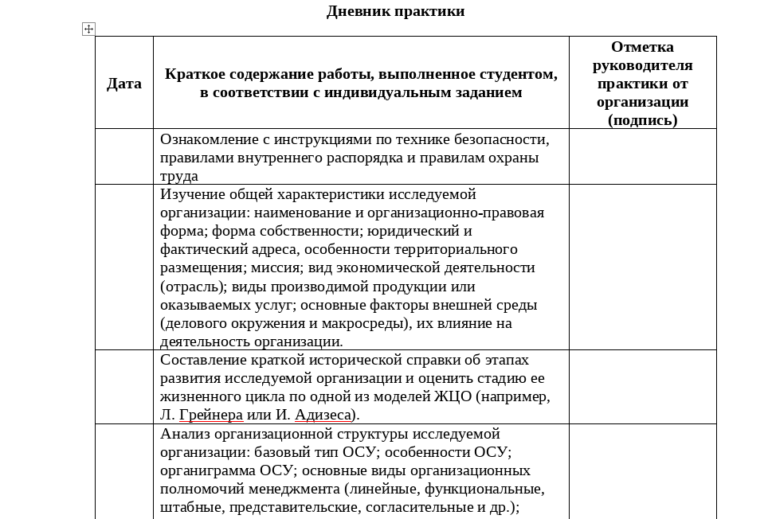 Дневник практики
Дата
Краткое содержание работы, выполненное студентом,
в соответствии с индивидуальным заданием
Отметка
руководителя
практики от
организации
(подпись)
Ознакомление с инструкциями по технике безопасности,
правилами внутреннего распорядка и правилам охраны
труда
Изучение общей характеристики исследуемой
организации: наименование и организационно-правовая
форма; форма собственности; юридический и
фактический адреса, особенности территориального
размещения; миссия; вид экономической деятельности
(отрасль); виды производимой продукции или
оказываемых услуг; основные факторы внешней среды
(делового окружения и макросреды), их влияние на
деятельность организации.
Составление краткой исторической справки об этапах
развития исследуемой организации и оценить стадию ее
жизненного цикла по одной из моделей ЖЦО (например,
Л. Грейнера или И. Адизеса).
Анализ организационной структуры исследуемой
организации: базовый тип ОСУ; особенности ОСУ;
органиграмма ОСУ; основные виды организационных
полномочий менеджмента (линейные, функциональные,
штабные, представительские, согласительные и др.);